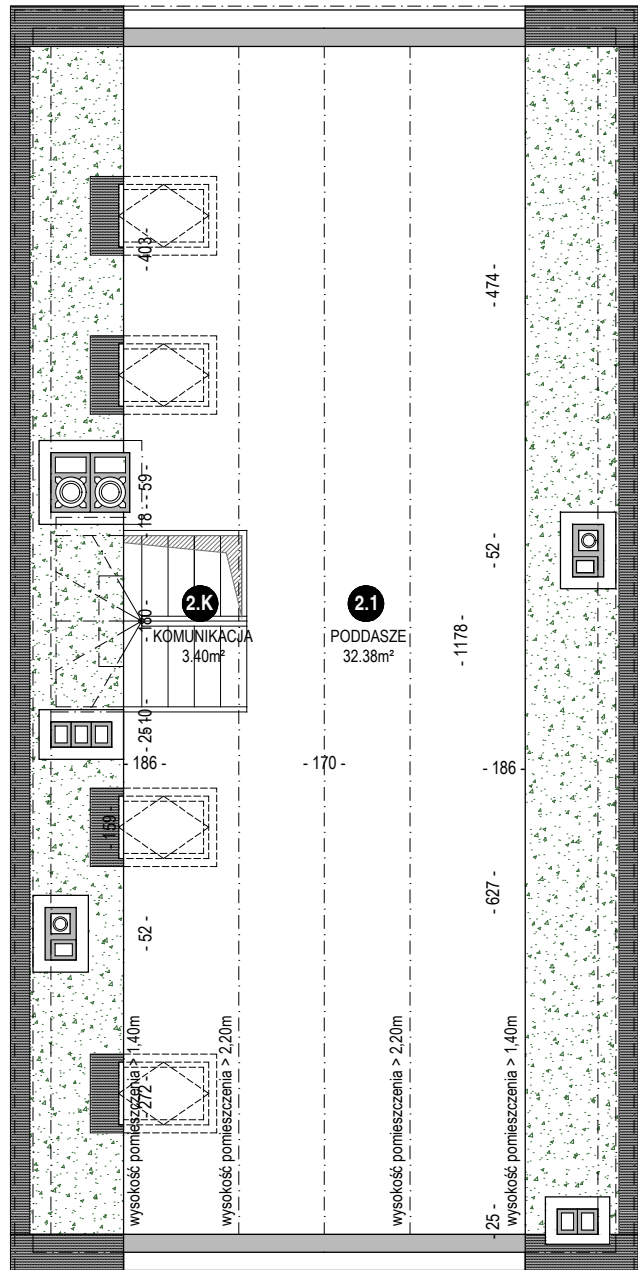 - 403 -
- 474 -
- 59 -
- 18 -
- 52 -
2.K
2.1
- 180 -
KOMUNIKACJA
3.40m²
PODDASZE
32.38m²
- 1178 -
10 -
- 25
- 186 -
- 170 -
- 186 -
- 159 -
- 627 -
- 52 -
- 272 -
wysokość pomieszczenia > 1,40m
wysokość pomieszczenia > 2,20m
wysokość pomieszczenia > 2,20m
wysokość pomieszczenia > 1,40m
- 25 -